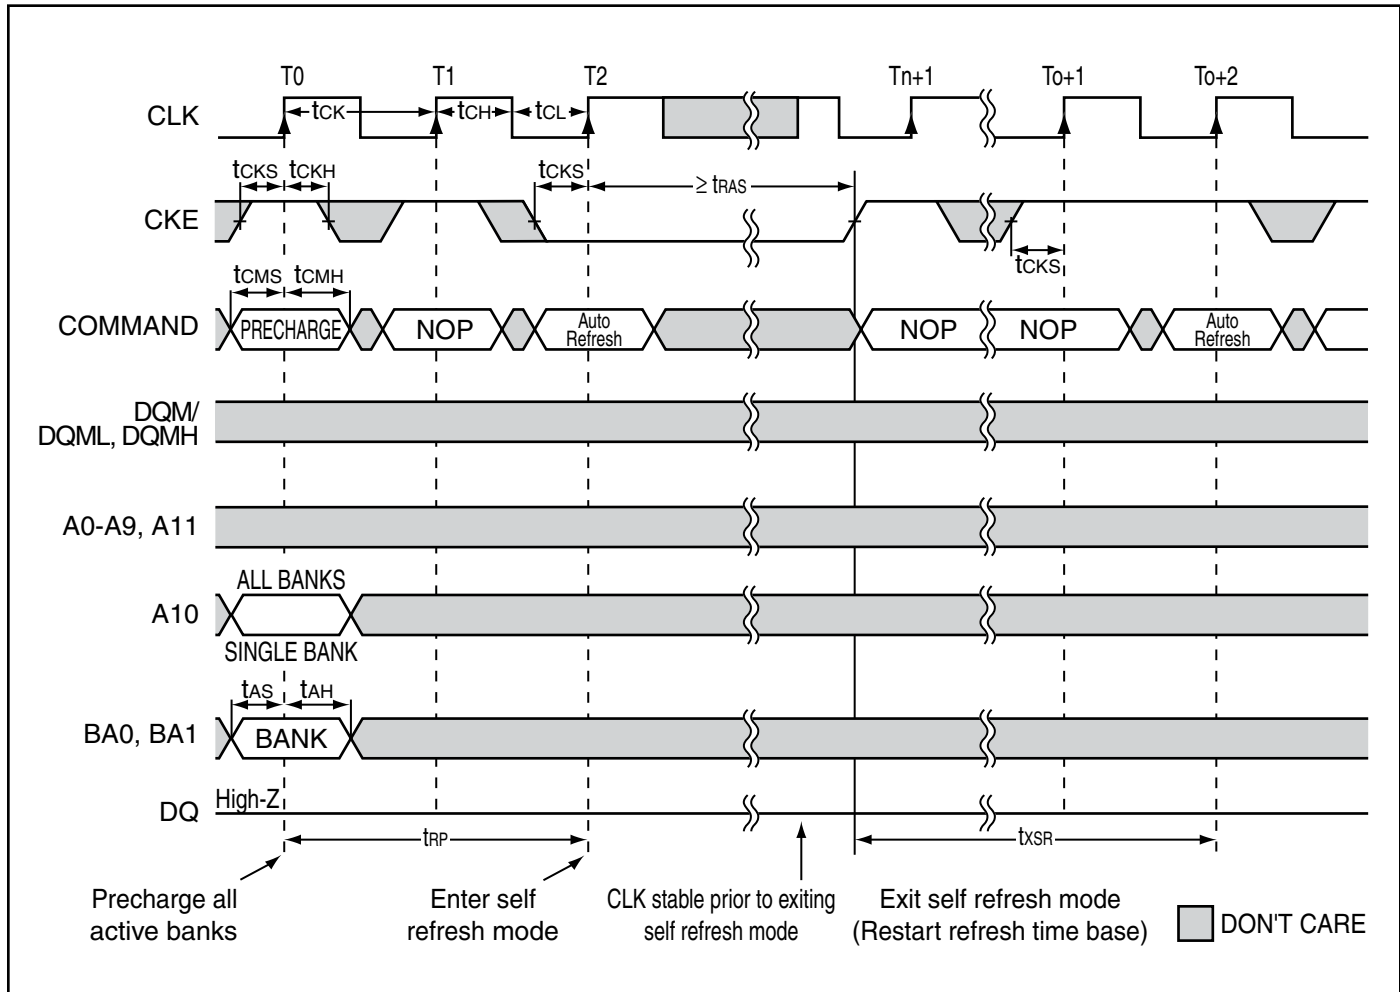 T0 T1 T2 Tn+1 To+1 To+2
CLK tCK tCH tCL
tCKS tCKH tCKS ≥ tRAS
CKE
tCKS
tCMS tCMH
COMMAND PRECHARGE NOP Auto Refresh NOP NOP Auto Refresh
DQM/
DQML, DQMH
A0-A9, A11
ALL BANKS
A10
SINGLE BANK
tAS tAH
BA0, BA1 BANK
High-Z
DQ
tRP tXSR
Precharge all
active banks
Enter self
refresh mode
CLK stable prior to exiting
self refresh mode
Exit self refresh mode
(Restart refresh time base)
DON'T CARE